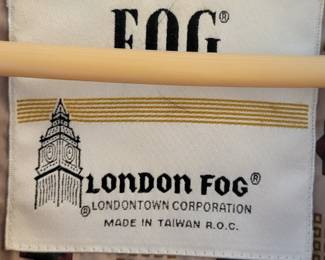 FOG®
LONDON FOG®
® LONDONTOWN CORPORATION
MADE IN TAIWAN R.O.C.